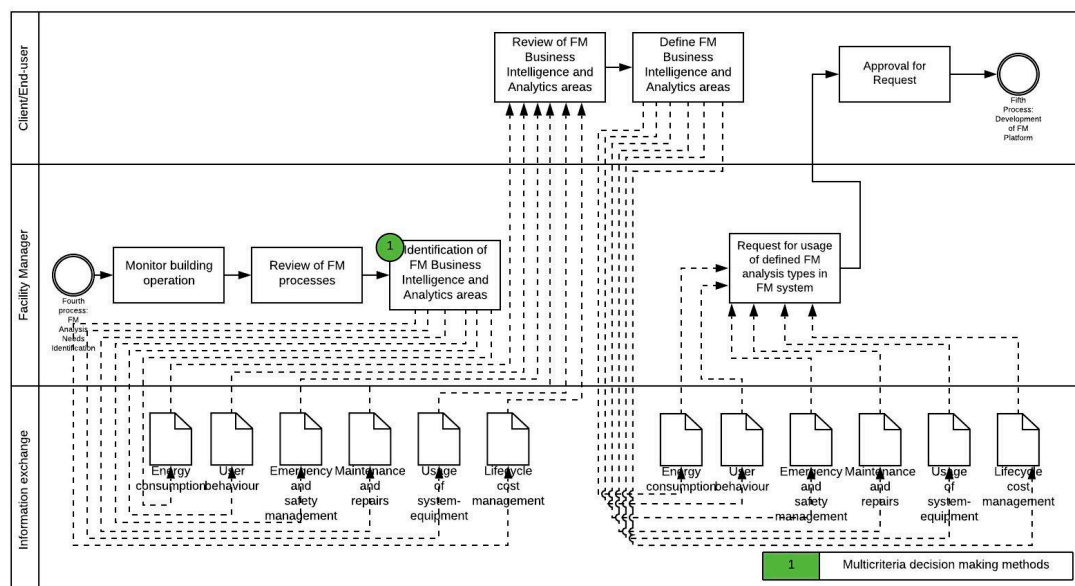 Client/End-user
Review of FM
Business
Intelligence and
Analytics areas
Define FM
Business
Intelligence and
Analytics areas
Approval for
Request
Fifth
Process:
Development
of FM
Platform
Facility Manager
Fourth
process:
FM
Analysis
Needs
Identification
Monitor building
operation
Review of FM
processes
1
Identification of
FM Business
Intelligence and
Analytics areas
Request for usage
of defined FM
analysis types in
FM system
Information exchange
Energy
consumption
User
behaviour
Emergency
and
safety
management
Maintenance
and
repairs
Usage
of
system-
equipment
Lifecycle
cost
management
Energy
consumption
User
behaviour
Emergency
and
safety
management
Maintenance
and
repairs
Usage
of
system-
equipment
Lifecycle
cost
management
1
Multicriteria decision making methods